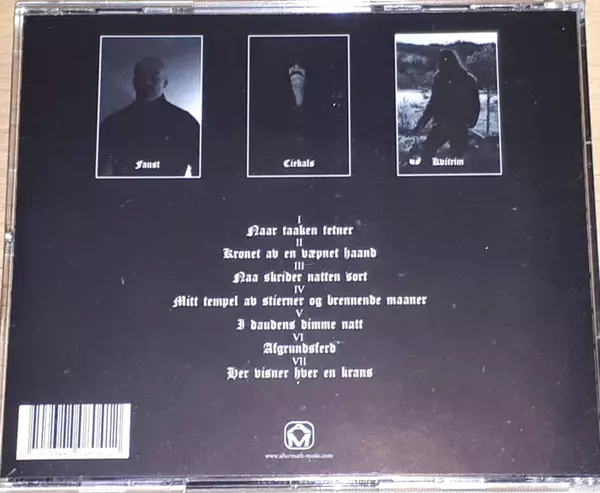 Faust
Cirkals
Kvitrim
I
Naar taaken tetner
II
Kronet av en væpnet haand
III
Naa skrider natten sort
IV
Mitt tempel av stierner og brennende maaner
V
I daudens dimme natt
VI
Afgrundsferd
VII
Her visner hver en krans
www.aftermath-music.com